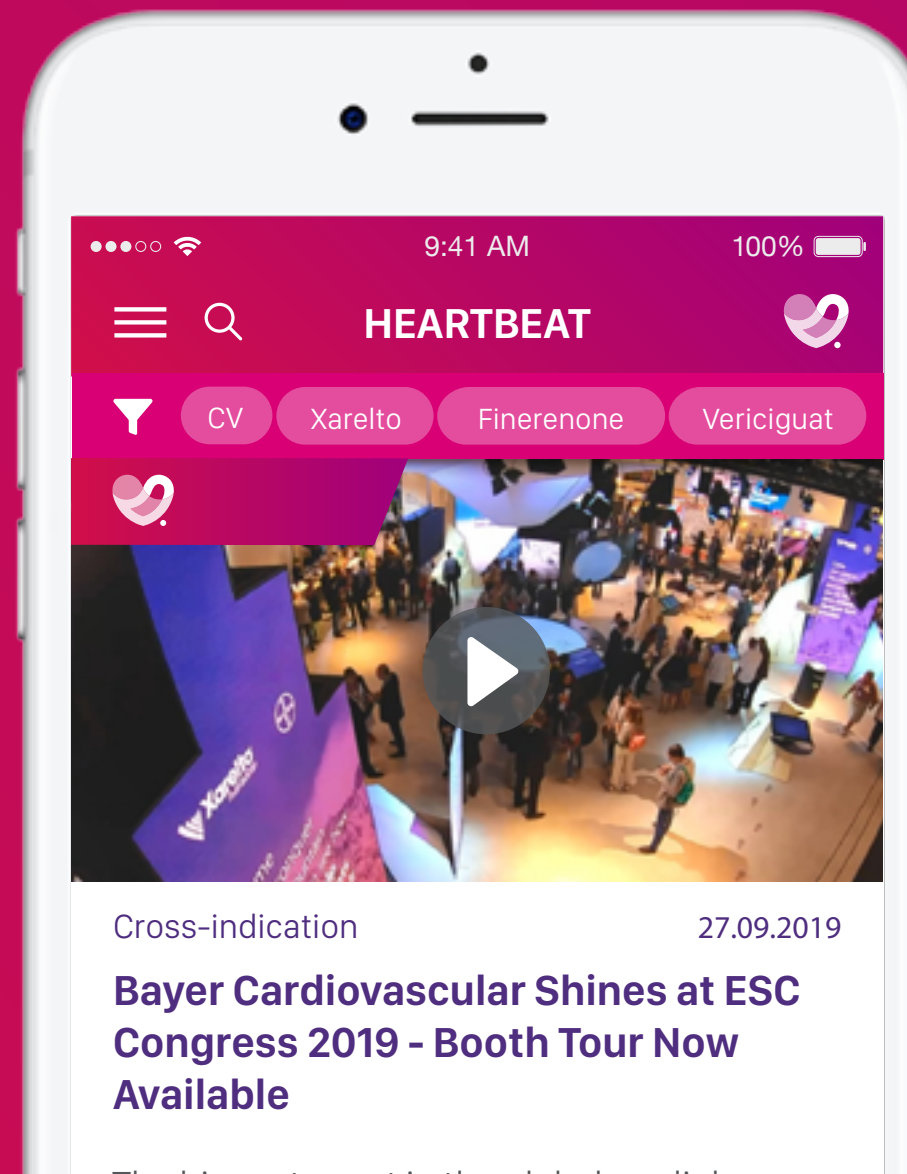 9:41 AM 100%
HEARTBEAT
CV Xarelto Finerenone Vericiguat
Xarelto
Cross-indication 27.09.2019
Bayer Cardiovascular Shines at ESC
Congress 2019 - Booth Tour Now
Available